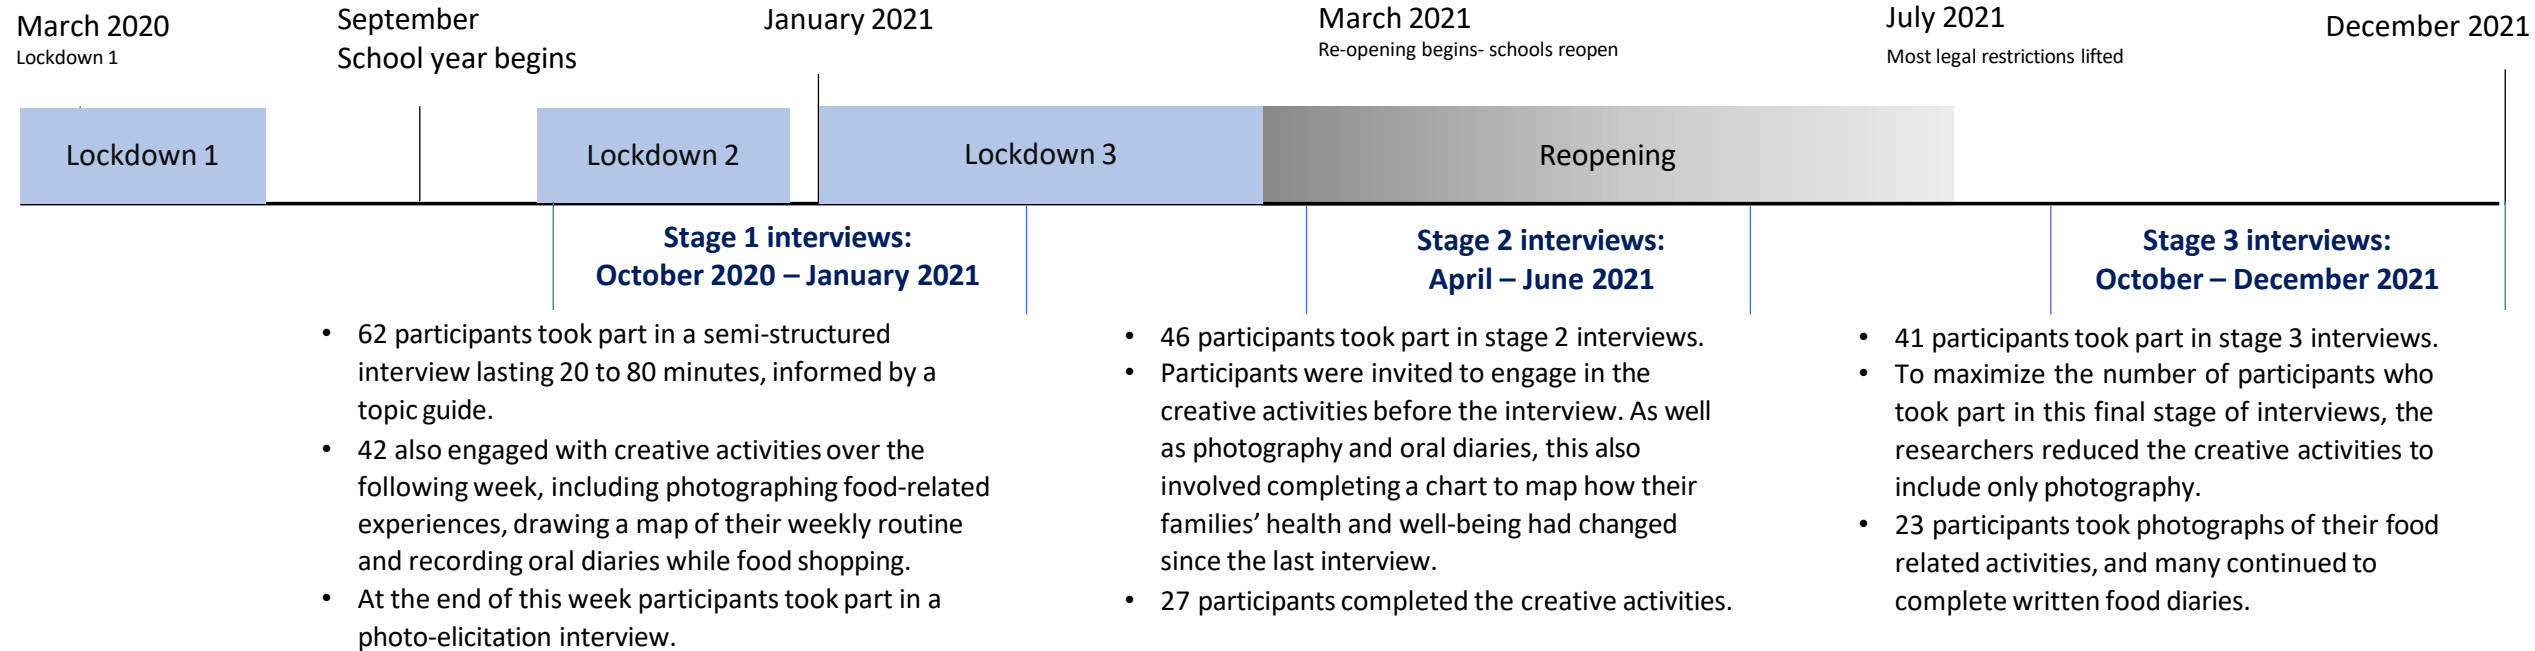 March 2020
Lockdown 1
September
School year begins
January 2021
March 2021
Re-opening begins- schools reopen
July 2021
Most legal restrictions lifted
December 2021
Lockdown 1
Lockdown 2
Lockdown 3
Reopening
Stage 1 interviews:
October 2020 – January 2021
• 62 participants took part in a semi-structured
interview lasting 20 to 80 minutes, informed by a
topic guide.
• 42 also engaged with creative activities over the
following week, including photographing food-related
experiences, drawing a map of their weekly routine
and recording oral diaries while food shopping.
• At the end of this week participants took part in a
photo-elicitation interview.
Stage 2 interviews:
April – June 2021
• 46 participants took part in stage 2 interviews.
• Participants were invited to engage in the
creative activities before the interview. As well
as photography and oral diaries, this also
involved completing a chart to map how their
families’ health and well-being had changed
since the last interview.
• 27 participants completed the creative activities.
Stage 3 interviews:
October – December 2021
• 41 participants took part in stage 3 interviews.
• To maximize the number of participants who
took part in this final stage of interviews, the
researchers reduced the creative activities to
include only photography.
• 23 participants took photographs of their food
related activities, and many continued to
complete written food diaries.